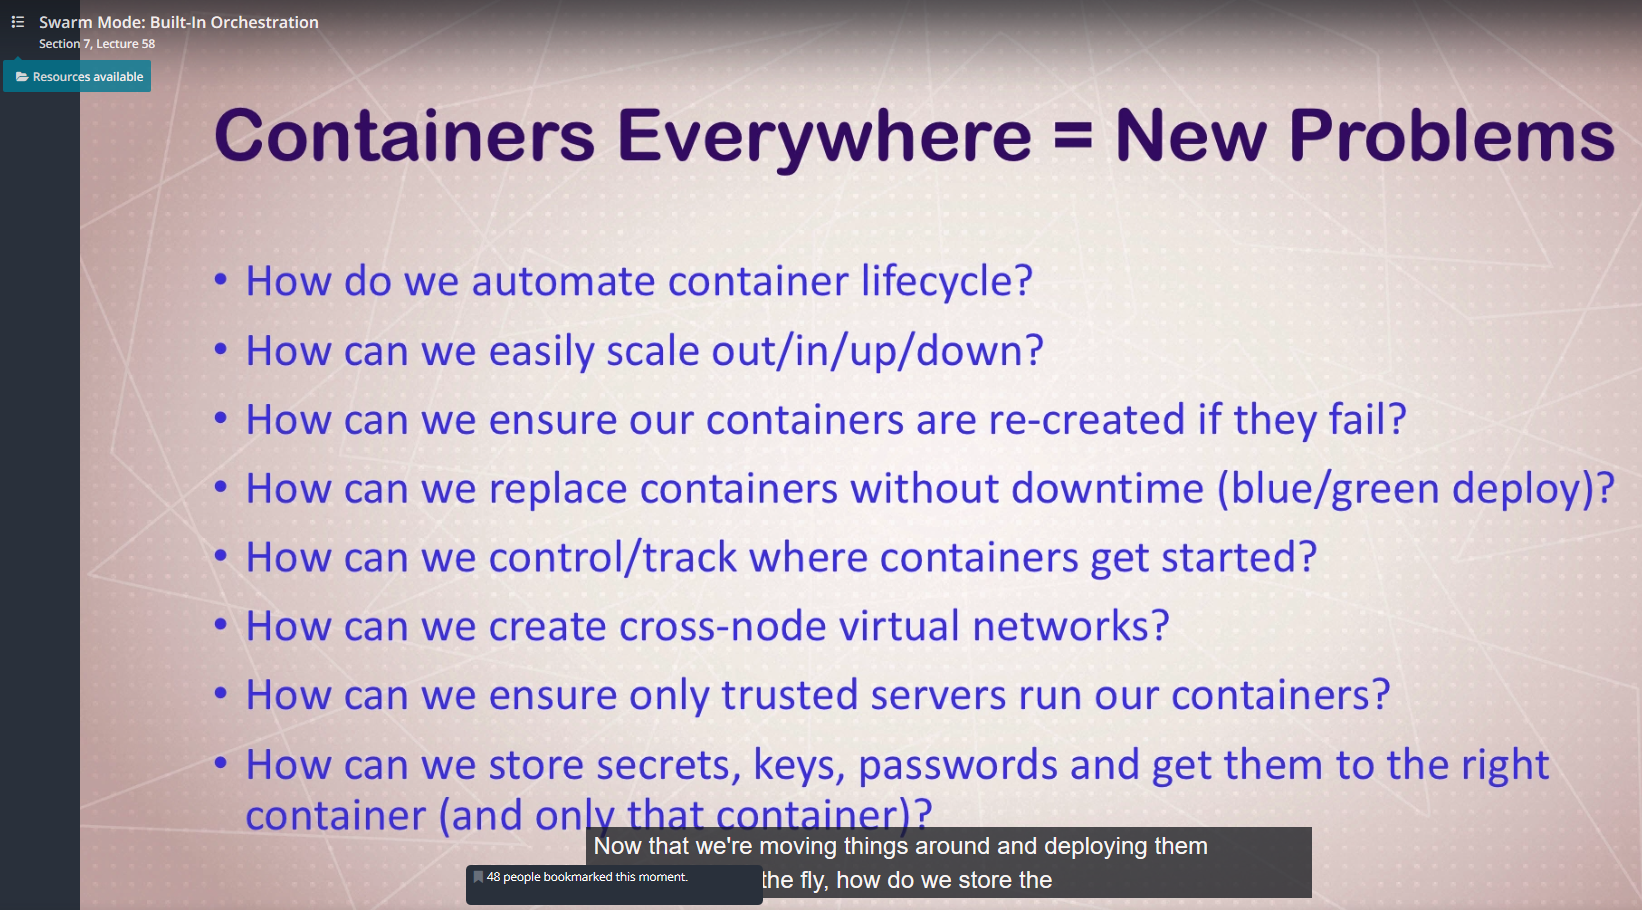 Swarm Mode: Built-In Orchestration
Section 7, Lecture 58
Resources available
Containers Everywhere = New Problems
• How do we automate container lifecycle?
• How can we easily scale out/in/up/down?
• How can we ensure our containers are re-created if they fail?
• How can we replace containers without downtime (blue/green deploy)?
• How can we control/track where containers get started?
• How can we create cross-node virtual networks?
• How can we ensure only trusted servers run our containers?
• How can we store secrets, keys, passwords and get them to the right
container (and only that container)?
Now that we're moving things around and deploying them
the fly, how do we store the
48 people bookmarked this moment.